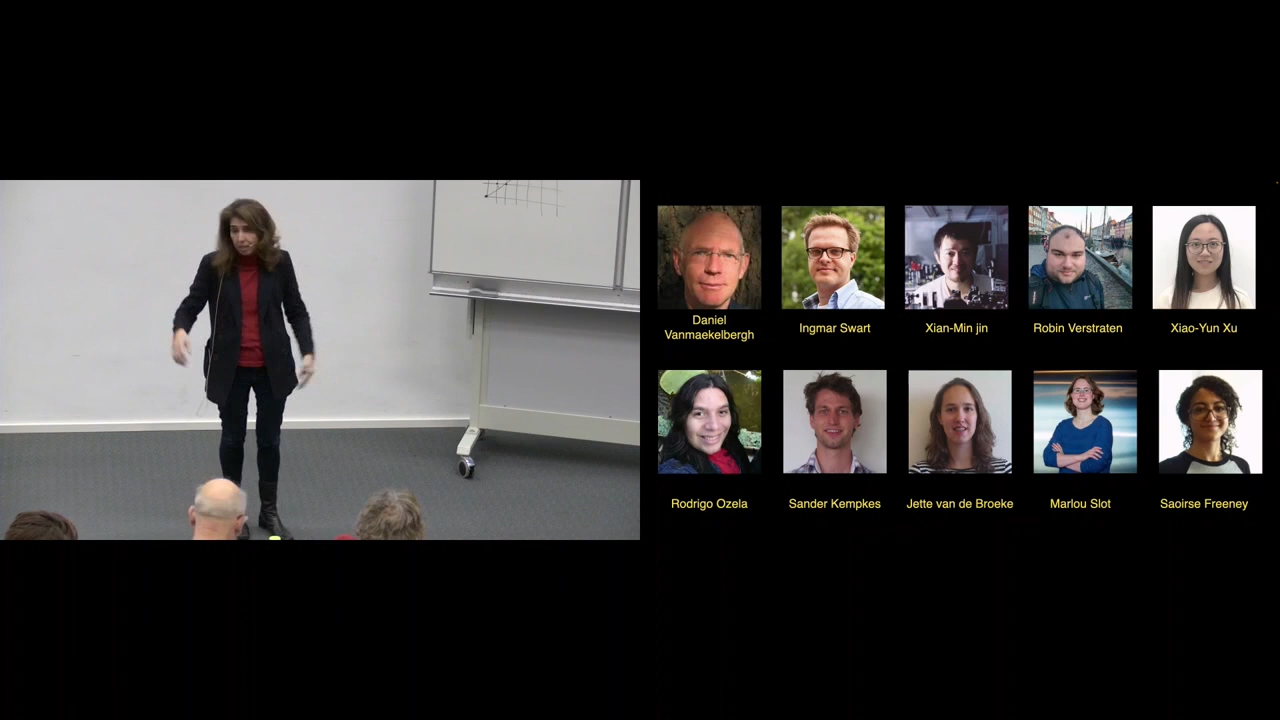 Daniel
Vanmaekelbergh
Ingmar Swart
Xian-Min jin
Robin Verstraten
Xiao-Yun Xu
Rodrigo Ozela
Sander Kempkes
Jette van de Broeke
Marlou Slot
Saoirse Freeney